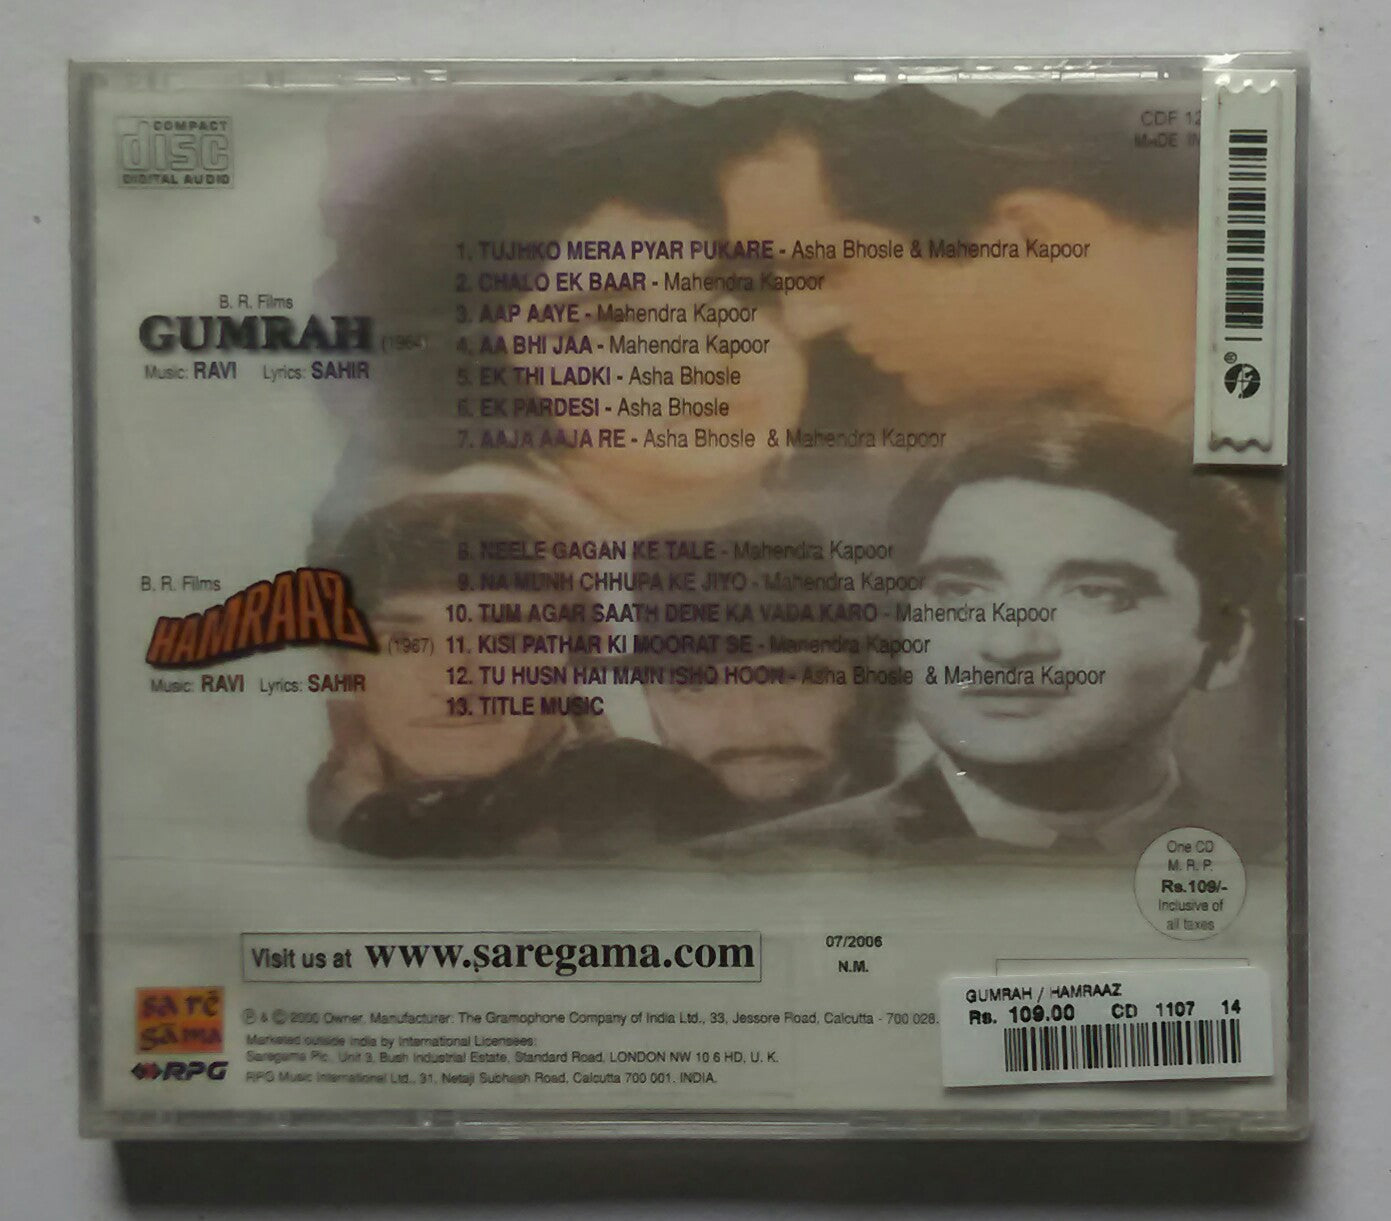 COMPACT
disc
DIGITAL AUDIO
CDF 12
MADE IN
1. TUJHKO MERA PYAR PUKARE - Asha Bhosle & Mahendra Kapoor
2. CHALO EK BAAR - Mahendra Kapoor
3. AAP AAYE - Mahendra Kapoor
4. AA BHI JAA - Mahendra Kapoor
5. EK THI LADKI - Asha Bhosle
6. EK PARDESI - Asha Bhosle
7. AAJA AAJA RE - Asha Bhosle & Mahendra Kapoor
B. R. Films
GUMRAH (1964)
Music: RAVI Lyrics: SAHIR
8. NEELE GAGAN KE TALE - Mahendra Kapoor
9. NA MUNH CHHUPA KE JIYO - Mahendra Kapoor
10. TUM AGAR SAATH DENE KA VADA KARO - Mahendra Kapoor
11. KISI PATHAR KI MOORAT SE - Mahendra Kapoor
12. TU HUSN HAI MAIN ISHQ HOON - Asha Bhosle & Mahendra Kapoor
13. TITLE MUSIC
B. R. Films
HAMRAAZ (1967)
Music: RAVI Lyrics: SAHIR
One CD
M. R. P.
Rs.109/-
Inclusive of
all taxes
Visit us at www.saregama.com
07/2006
N.M.
sa rē
gā ma
RPG
℗ & © 2000 Owner, Manufacturer: The Gramophone Company of India Ltd., 33, Jessore Road, Calcutta - 700 028.
Marketed outside India by International Licensees:
Saregama Plc., Unit 3, Bush Industrial Estate, Standard Road, LONDON NW 10 6 HD, U. K.
RPG Music International Ltd., 31, Netaji Subhash Road, Calcutta 700 001. INDIA.
GUMRAH / HAMRAAZ
Rs. 109.00 CD 1107 14